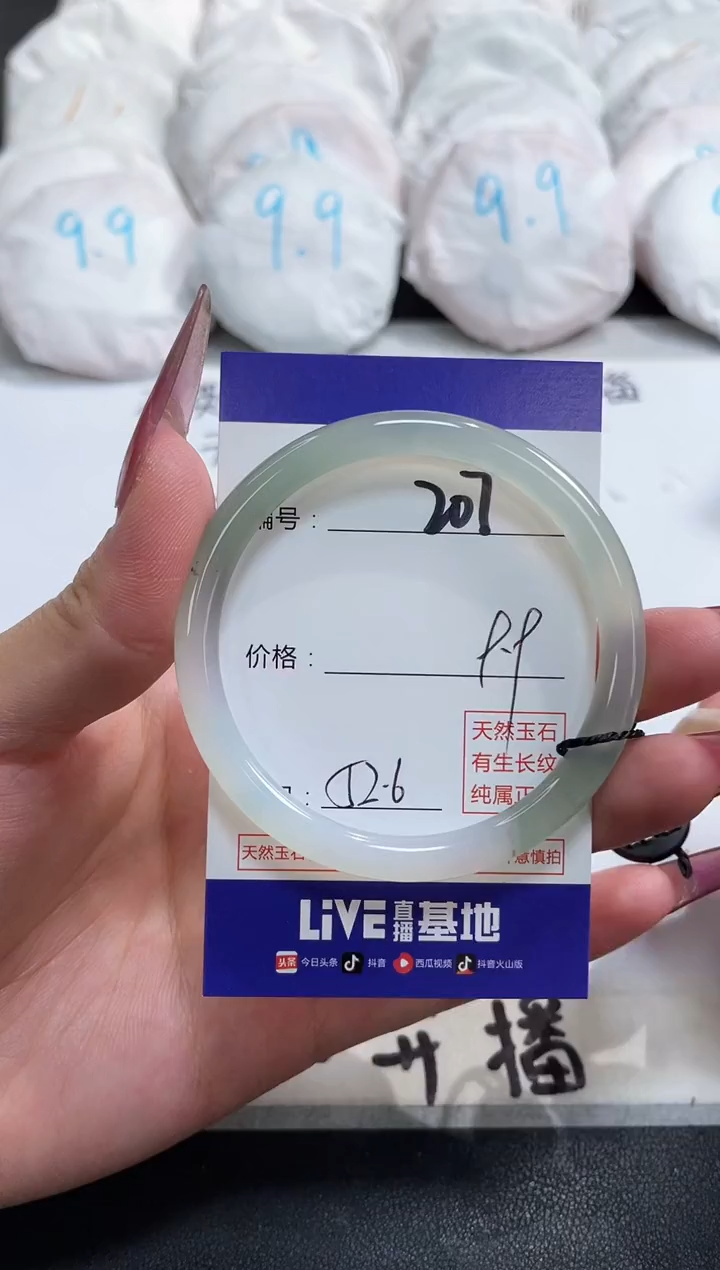 9.9
9.9
9.9
编号：207
价格：9.9
天然玉石
有生长纹
纯属正
：52-6
天然玉石
意慎拍
LiVE直播基地
头条 今日头条 抖音 西瓜视频 抖音火山版
播